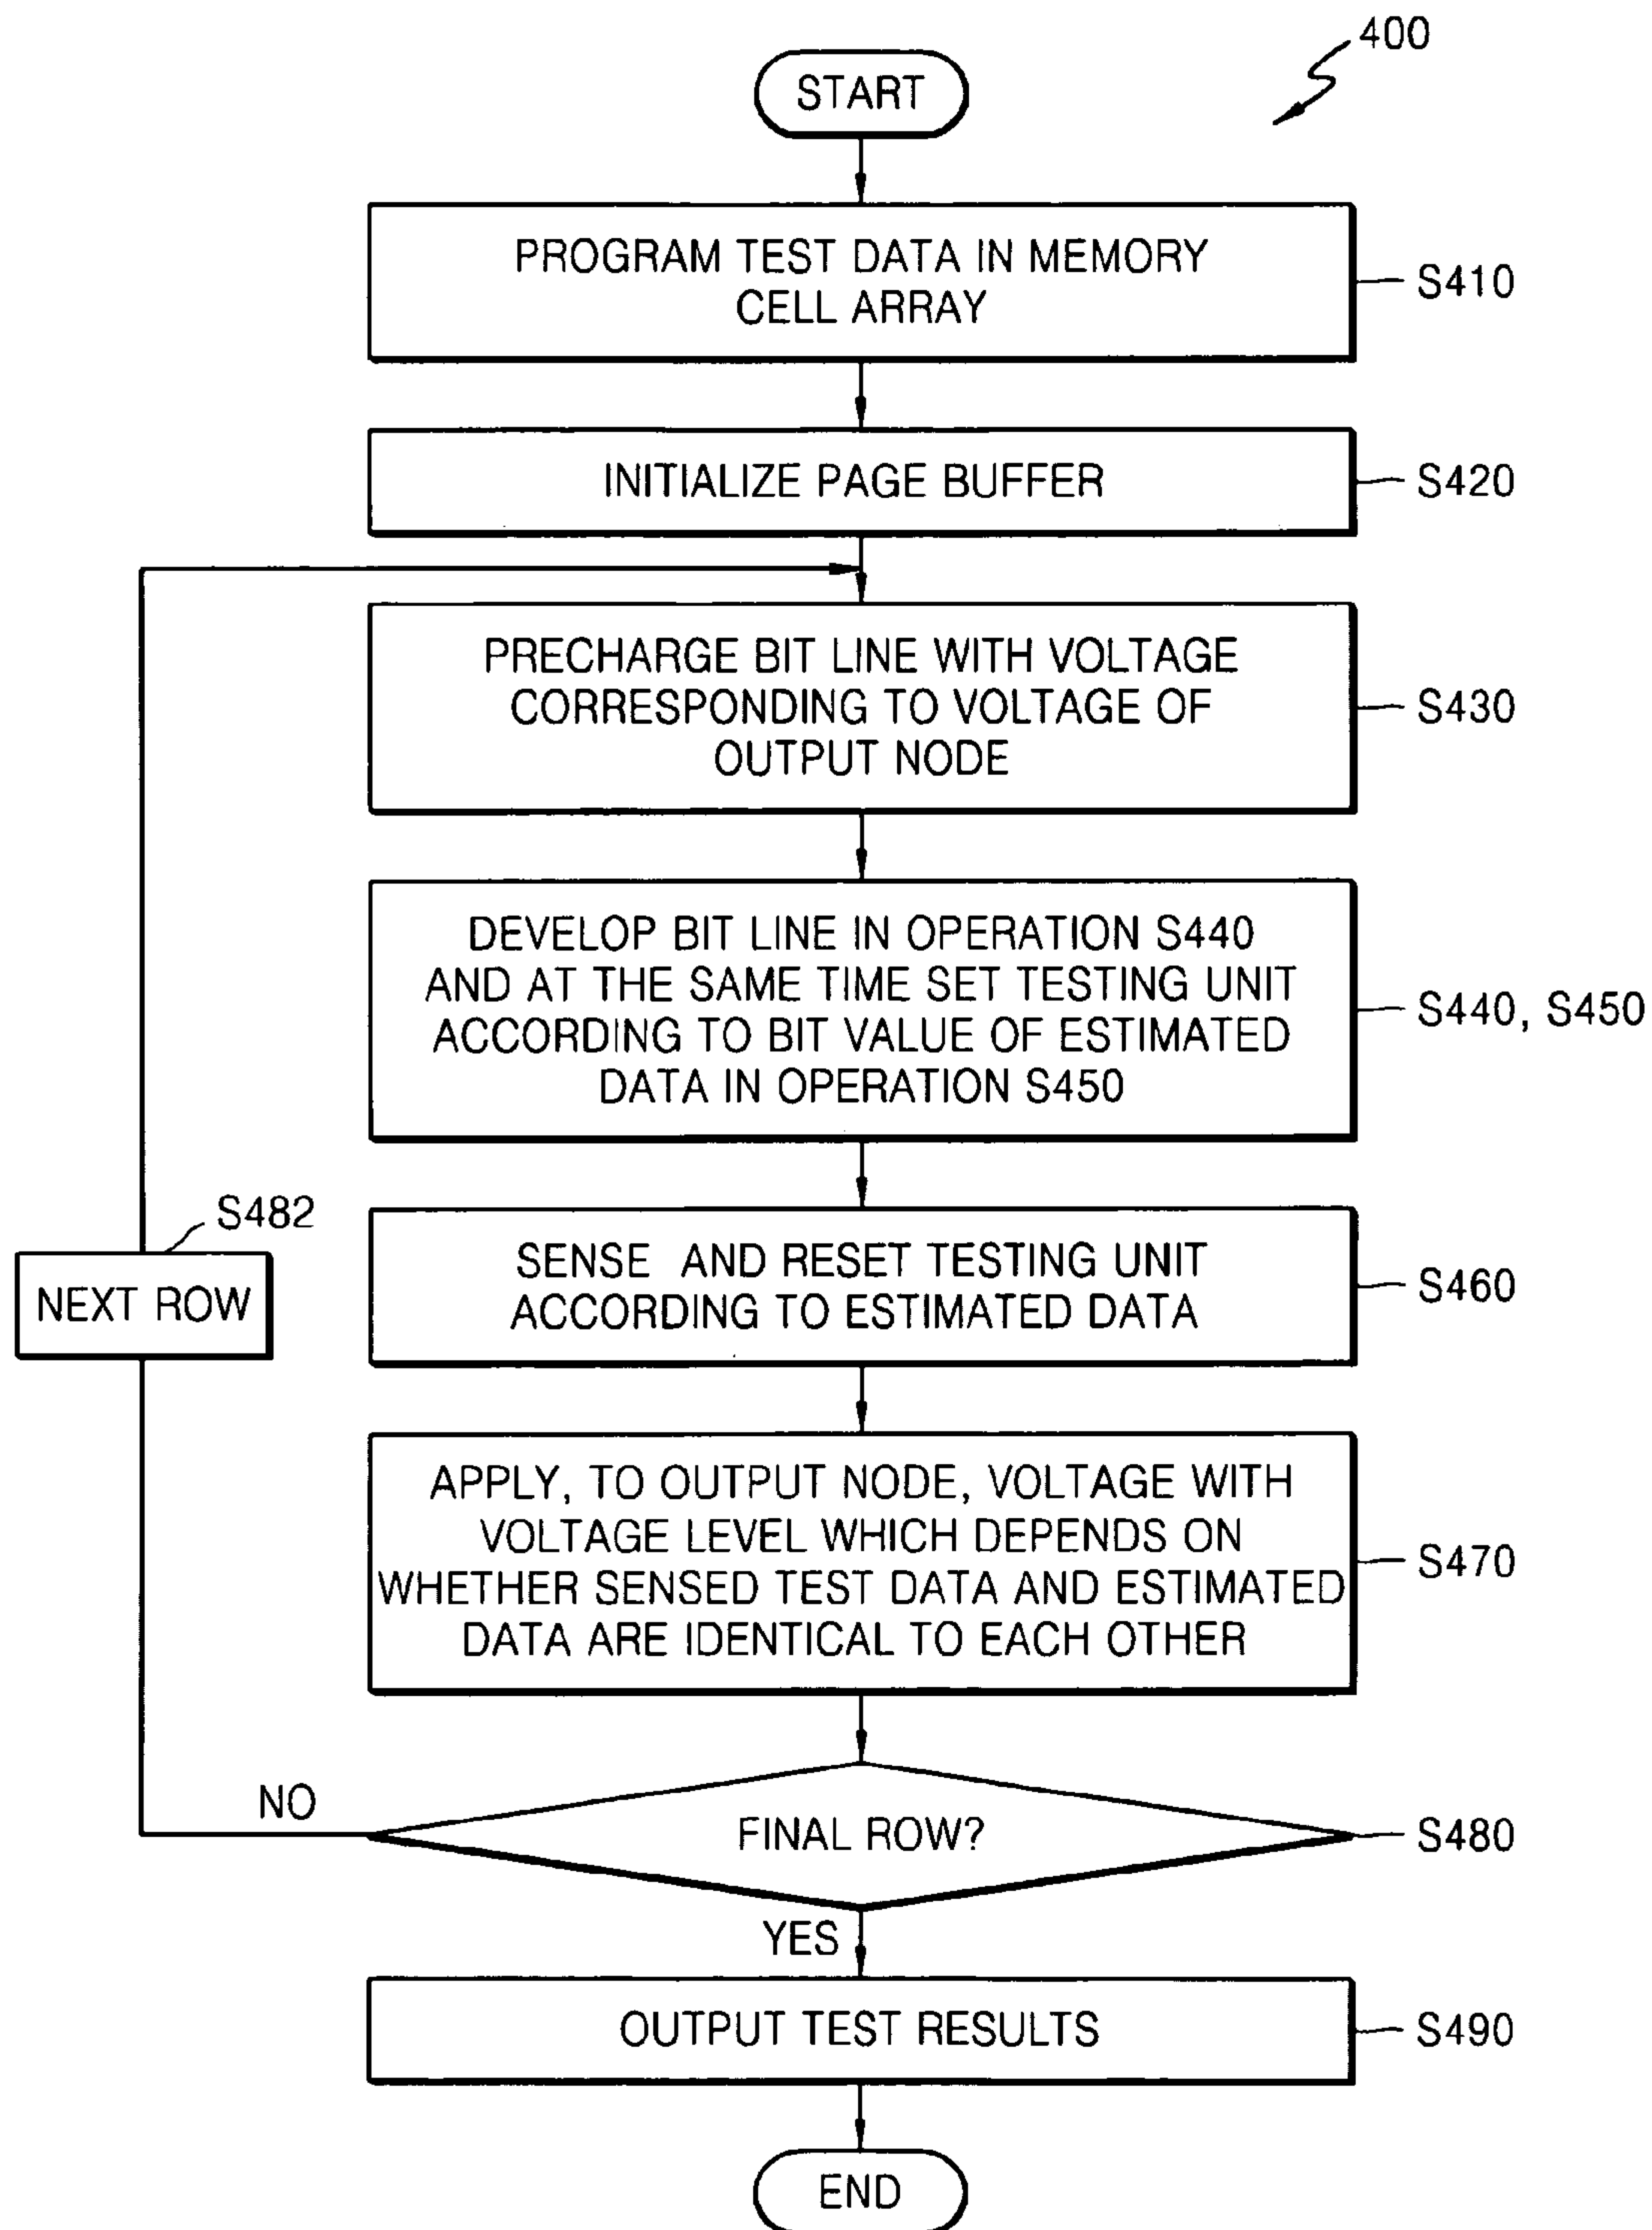 400
START
PROGRAM TEST DATA IN MEMORY
CELL ARRAY
S410
INITIALIZE PAGE BUFFER
S420
PRECHARGE BIT LINE WITH VOLTAGE
CORRESPONDING TO VOLTAGE OF
OUTPUT NODE
S430
DEVELOP BIT LINE IN OPERATION S440
AND AT THE SAME TIME SET TESTING UNIT
ACCORDING TO BIT VALUE OF ESTIMATED
DATA IN OPERATION S450
S440, S450
S482
NEXT ROW
SENSE AND RESET TESTING UNIT
ACCORDING TO ESTIMATED DATA
S460
APPLY, TO OUTPUT NODE, VOLTAGE WITH
VOLTAGE LEVEL WHICH DEPENDS ON
WHETHER SENSED TEST DATA AND ESTIMATED
DATA ARE IDENTICAL TO EACH OTHER
S470
NO
FINAL ROW?
S480
YES
OUTPUT TEST RESULTS
S490
END